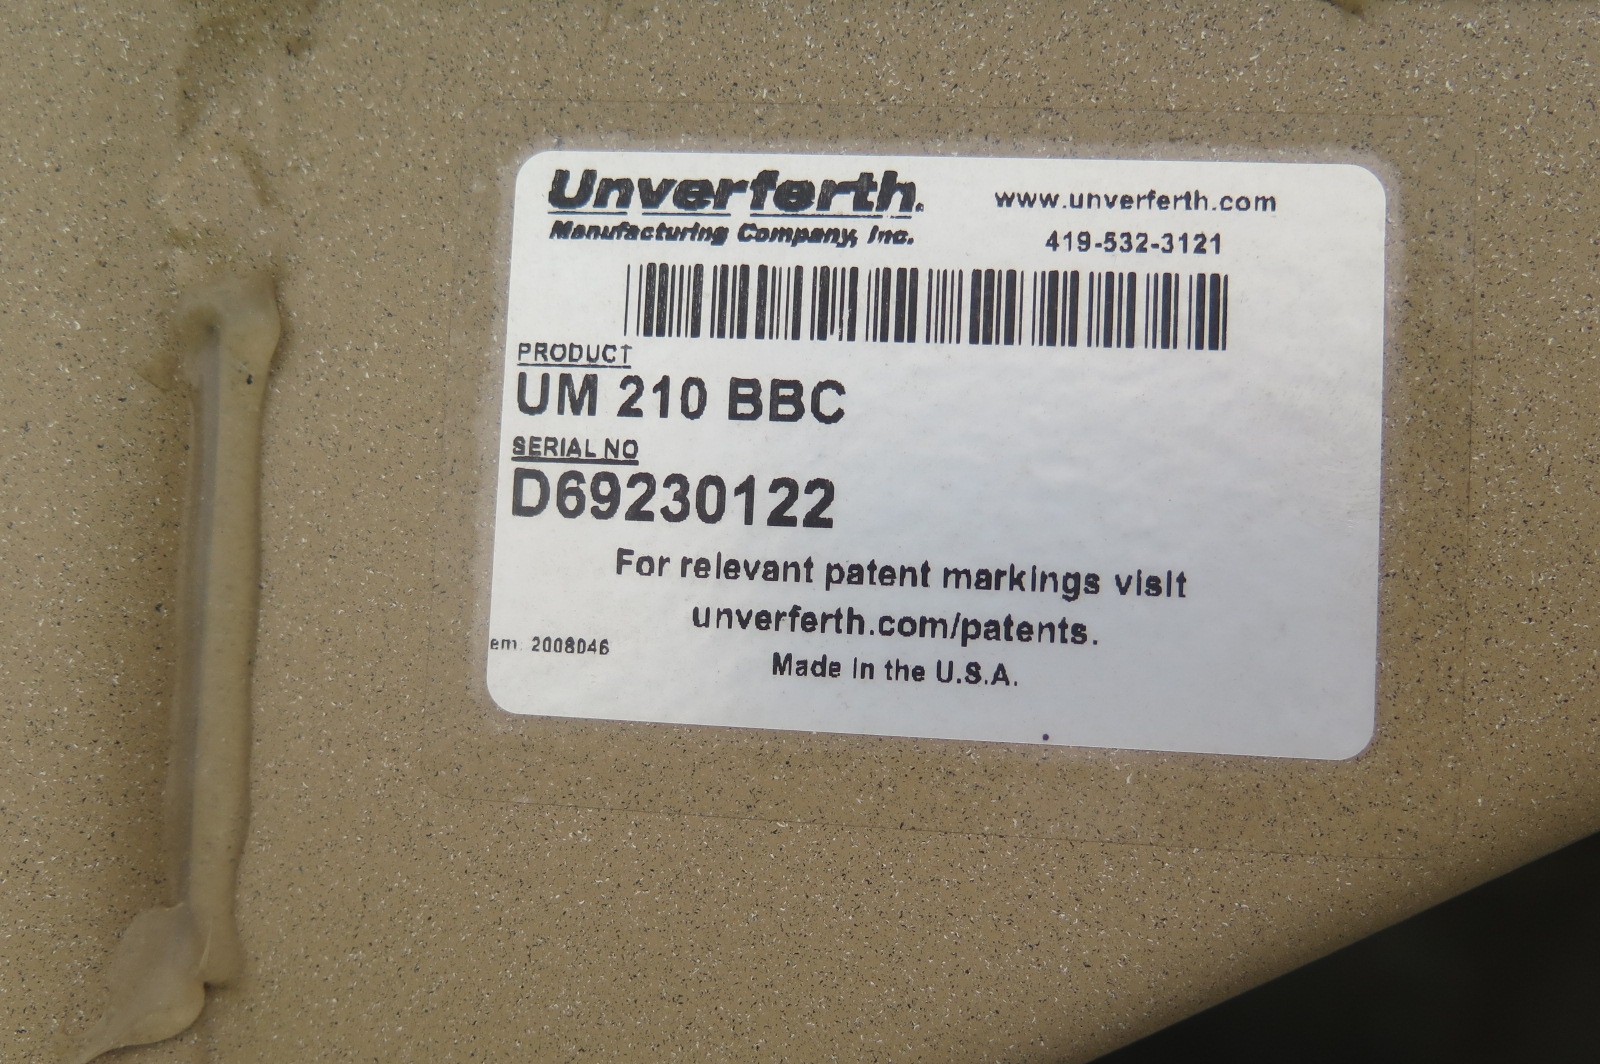 Unverferth.
Manufacturing Company, Inc.
www.unverferth.com
419-532-3121
PRODUCT
UM 210 BBC
SERIAL NO
D69230122
For relevant patent markings visit
unverferth.com/patents.
em: 2008046
Made in the U.S.A.